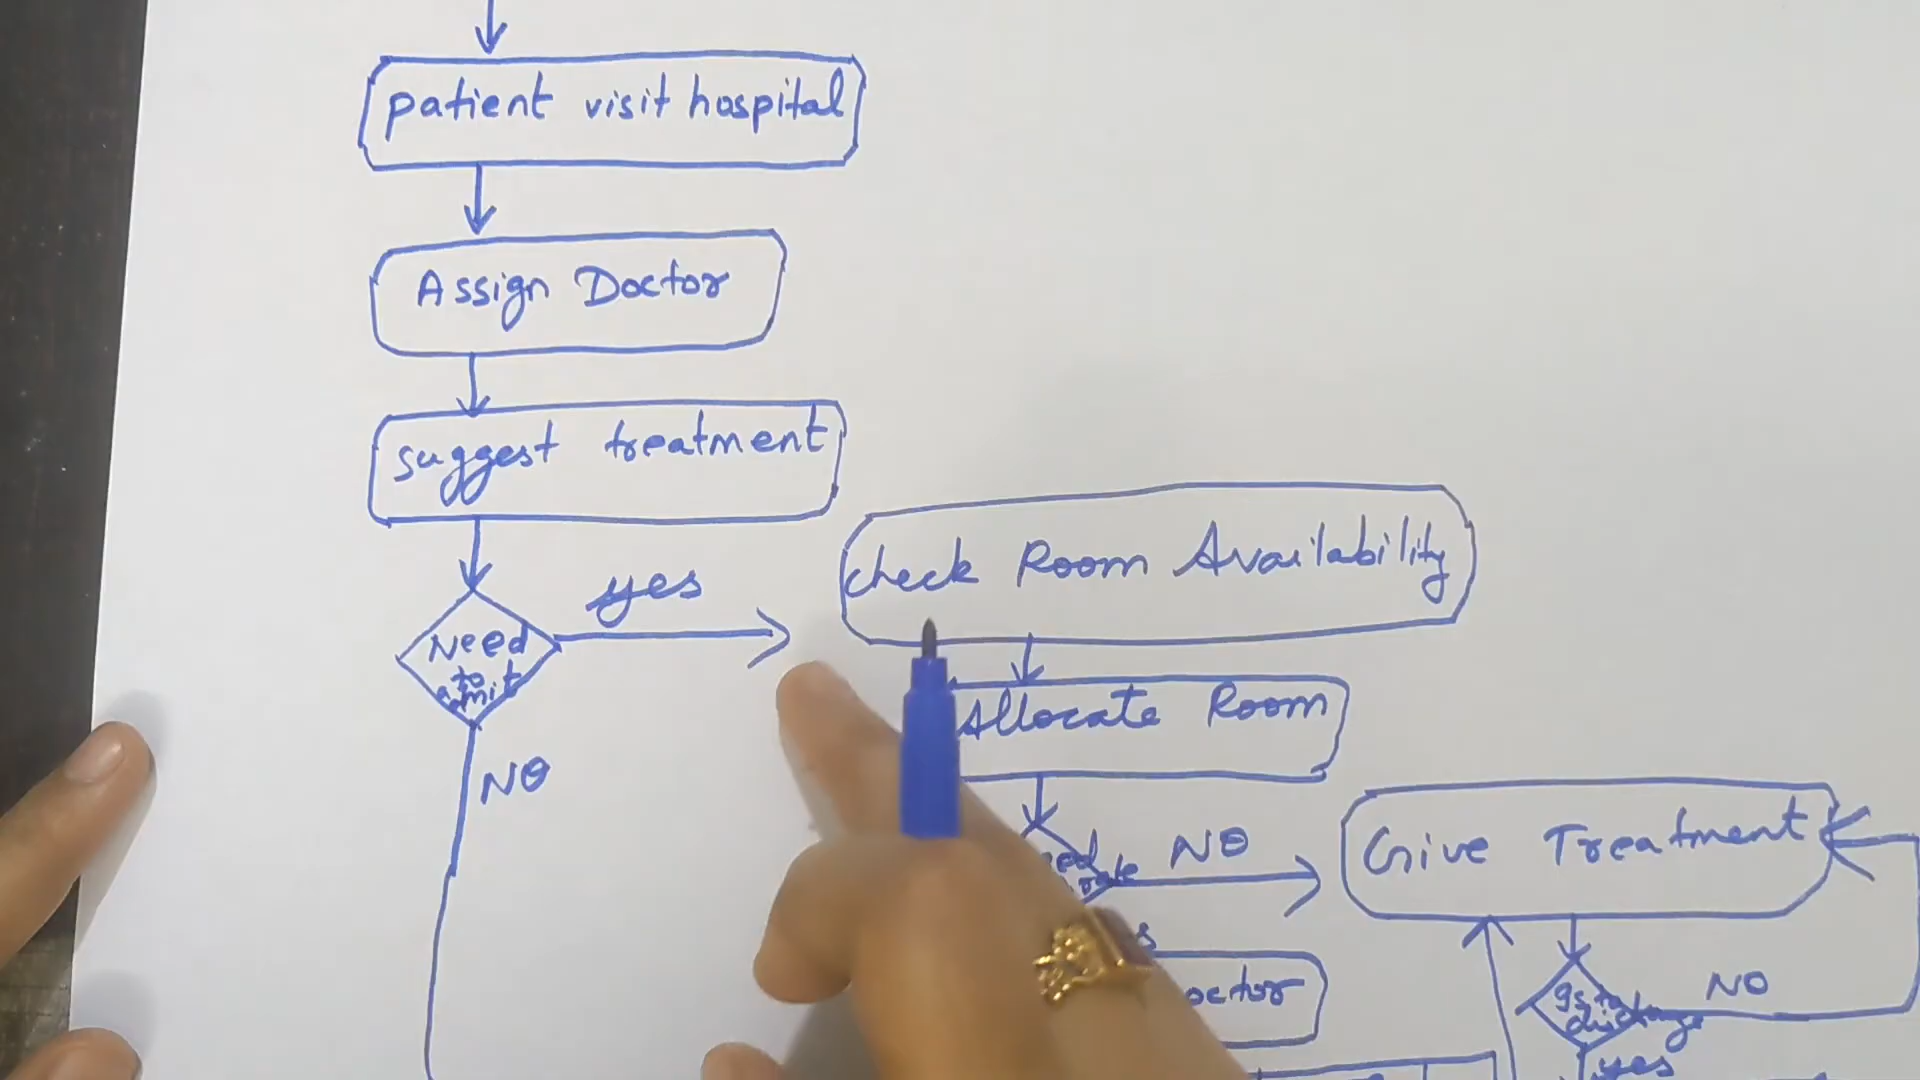 patient visit hospital
Assign Doctor
suggest treatment
Need
to
amit
yes
NO
check Room Availability
Allocate Room
NO
Give Treatment
NO
yes